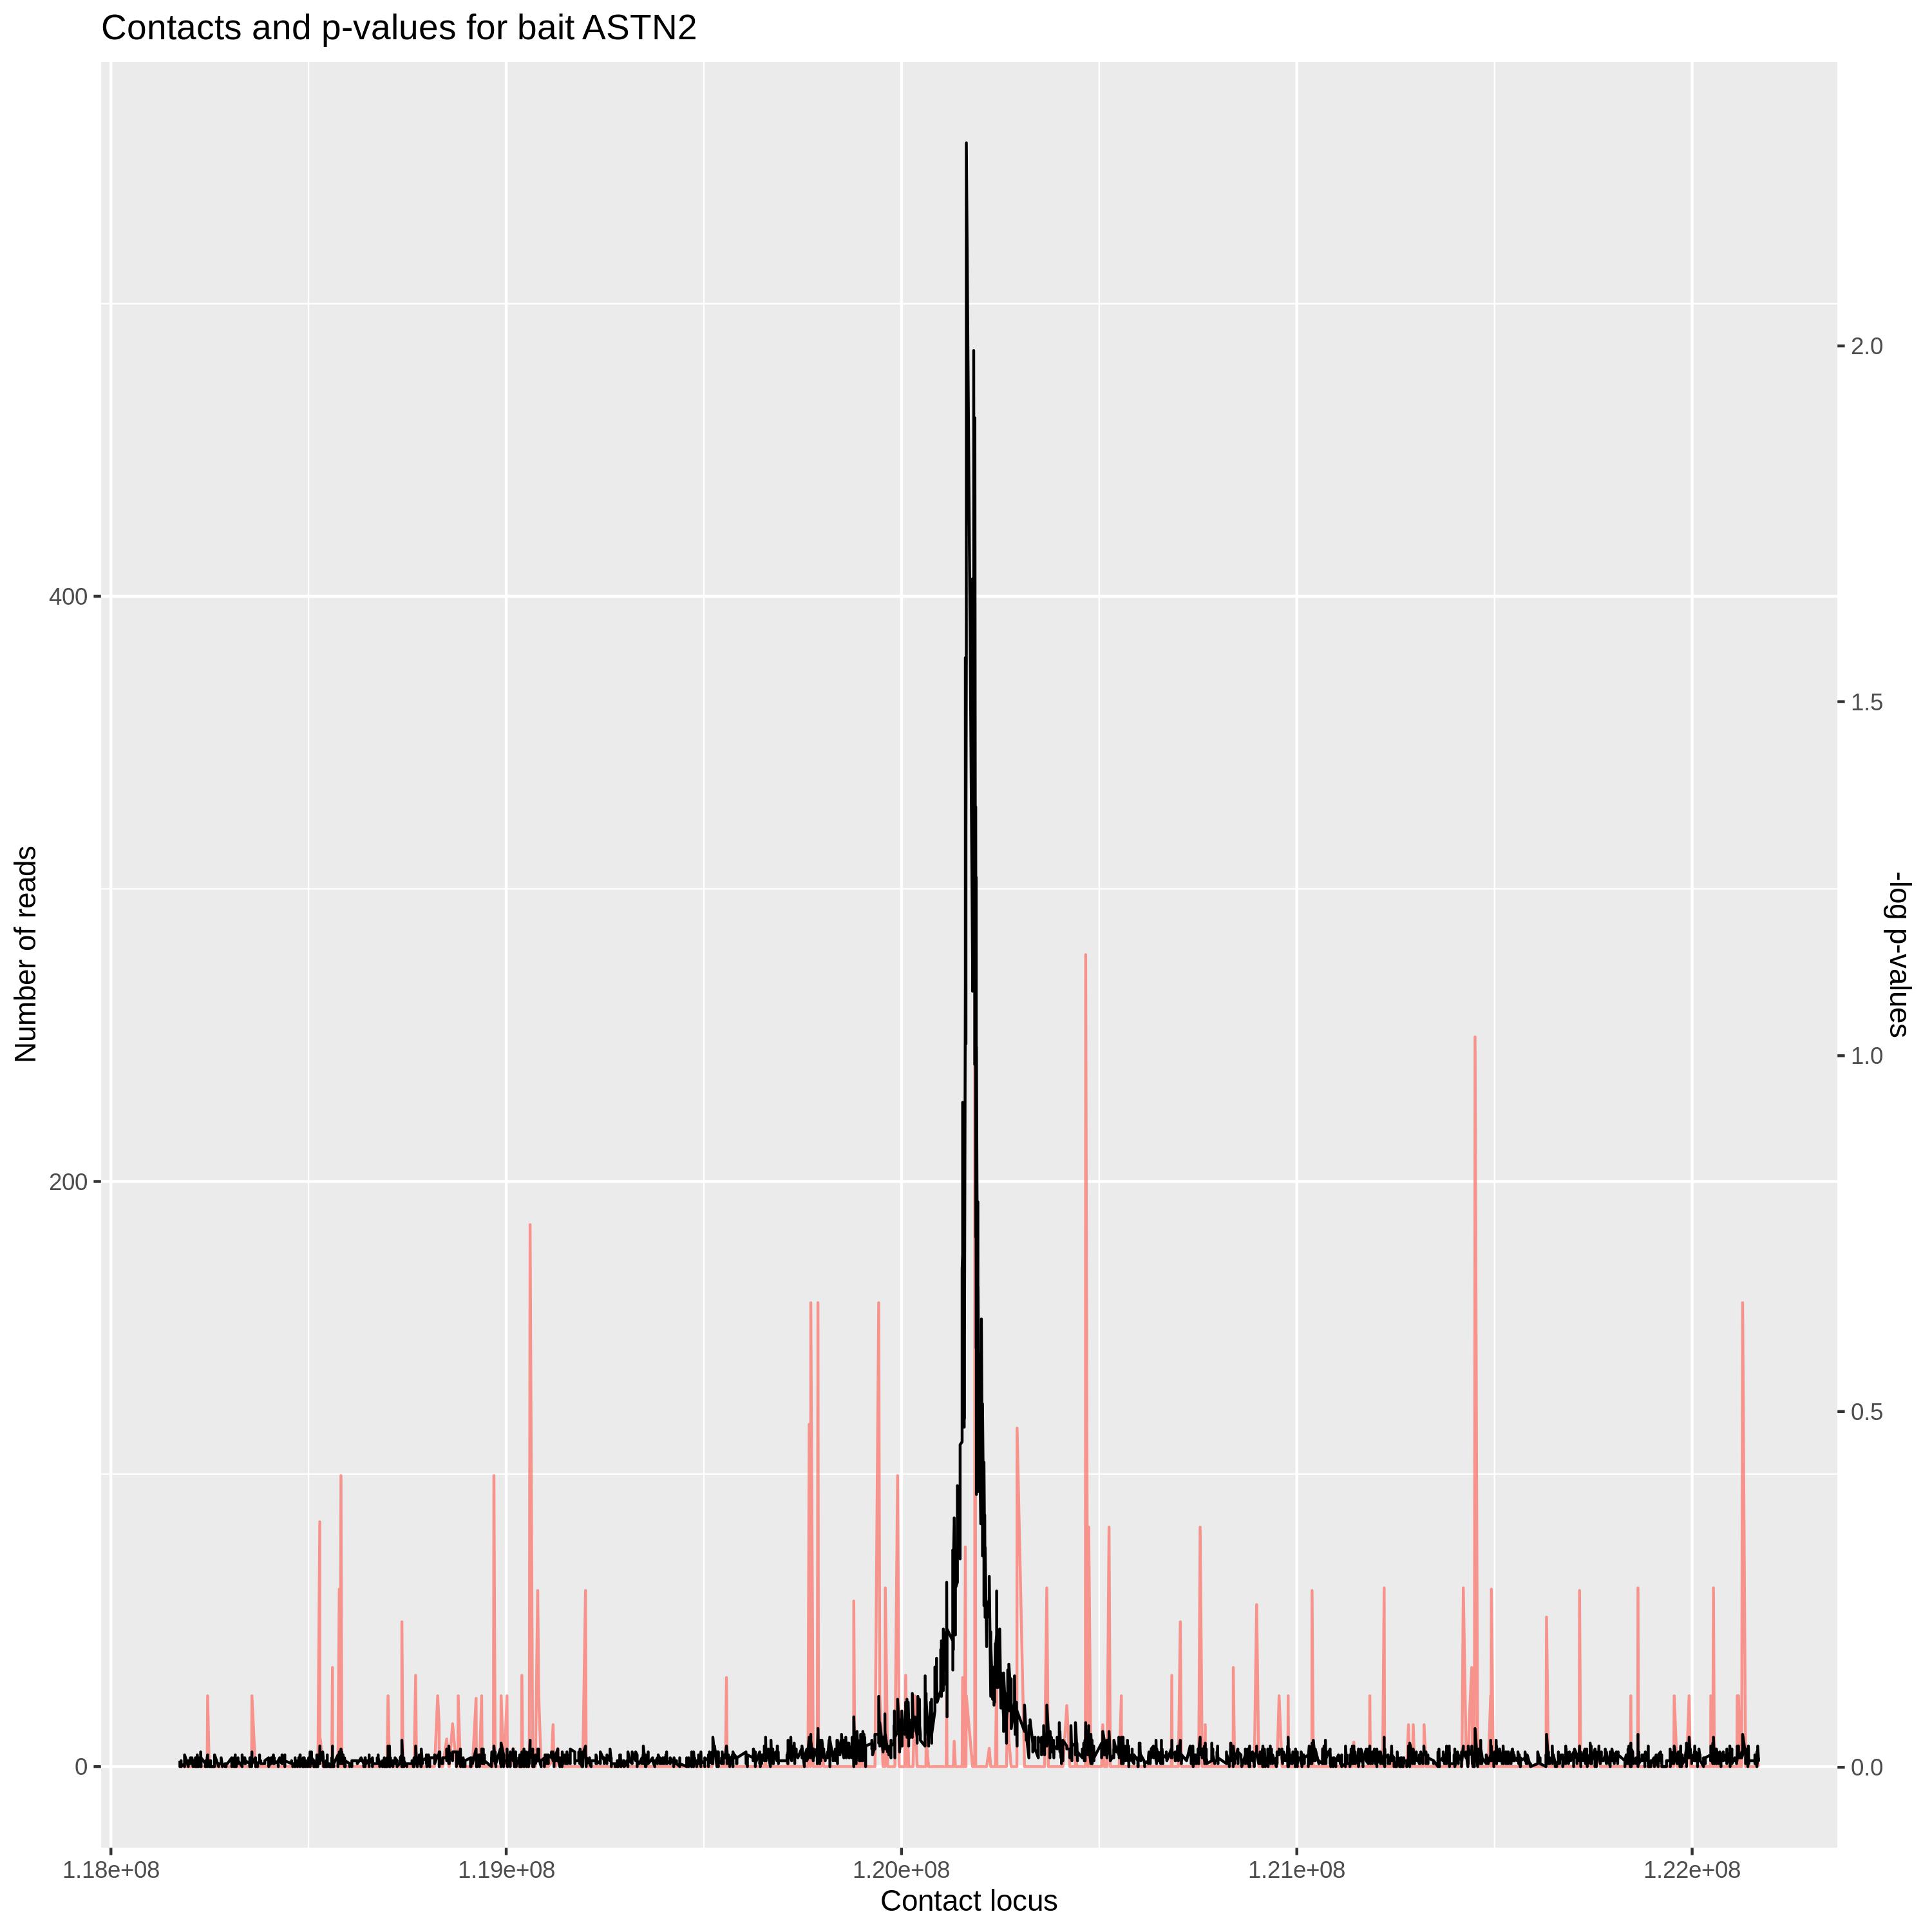 Contacts and p-values for bait ASTN2
Number of reads
400
200
0
2.0
1.5
1.0
0.5
0.0
-log p-values
1.18e+08
1.19e+08
1.20e+08
1.21e+08
1.22e+08
Contact locus